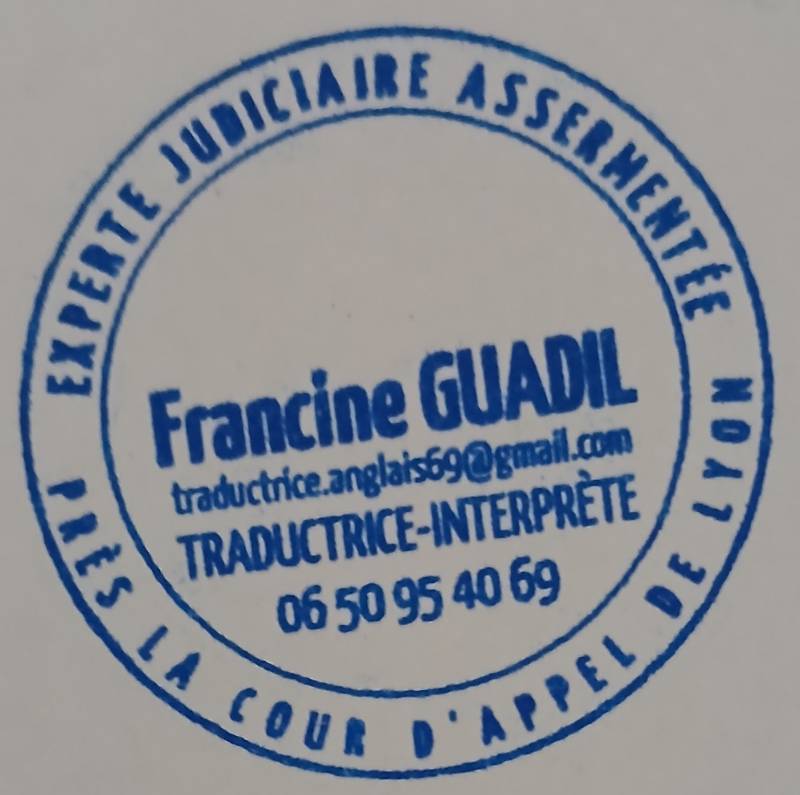 EXPERTE JUDICIAIRE ASSERMENTÉE
Francine GUADIL
traductrice.anglais69@gmail.com
TRADUCTRICE-INTERPRÈTE
06 50 95 40 69
PRÈS LA COUR D'APPEL DE LYON